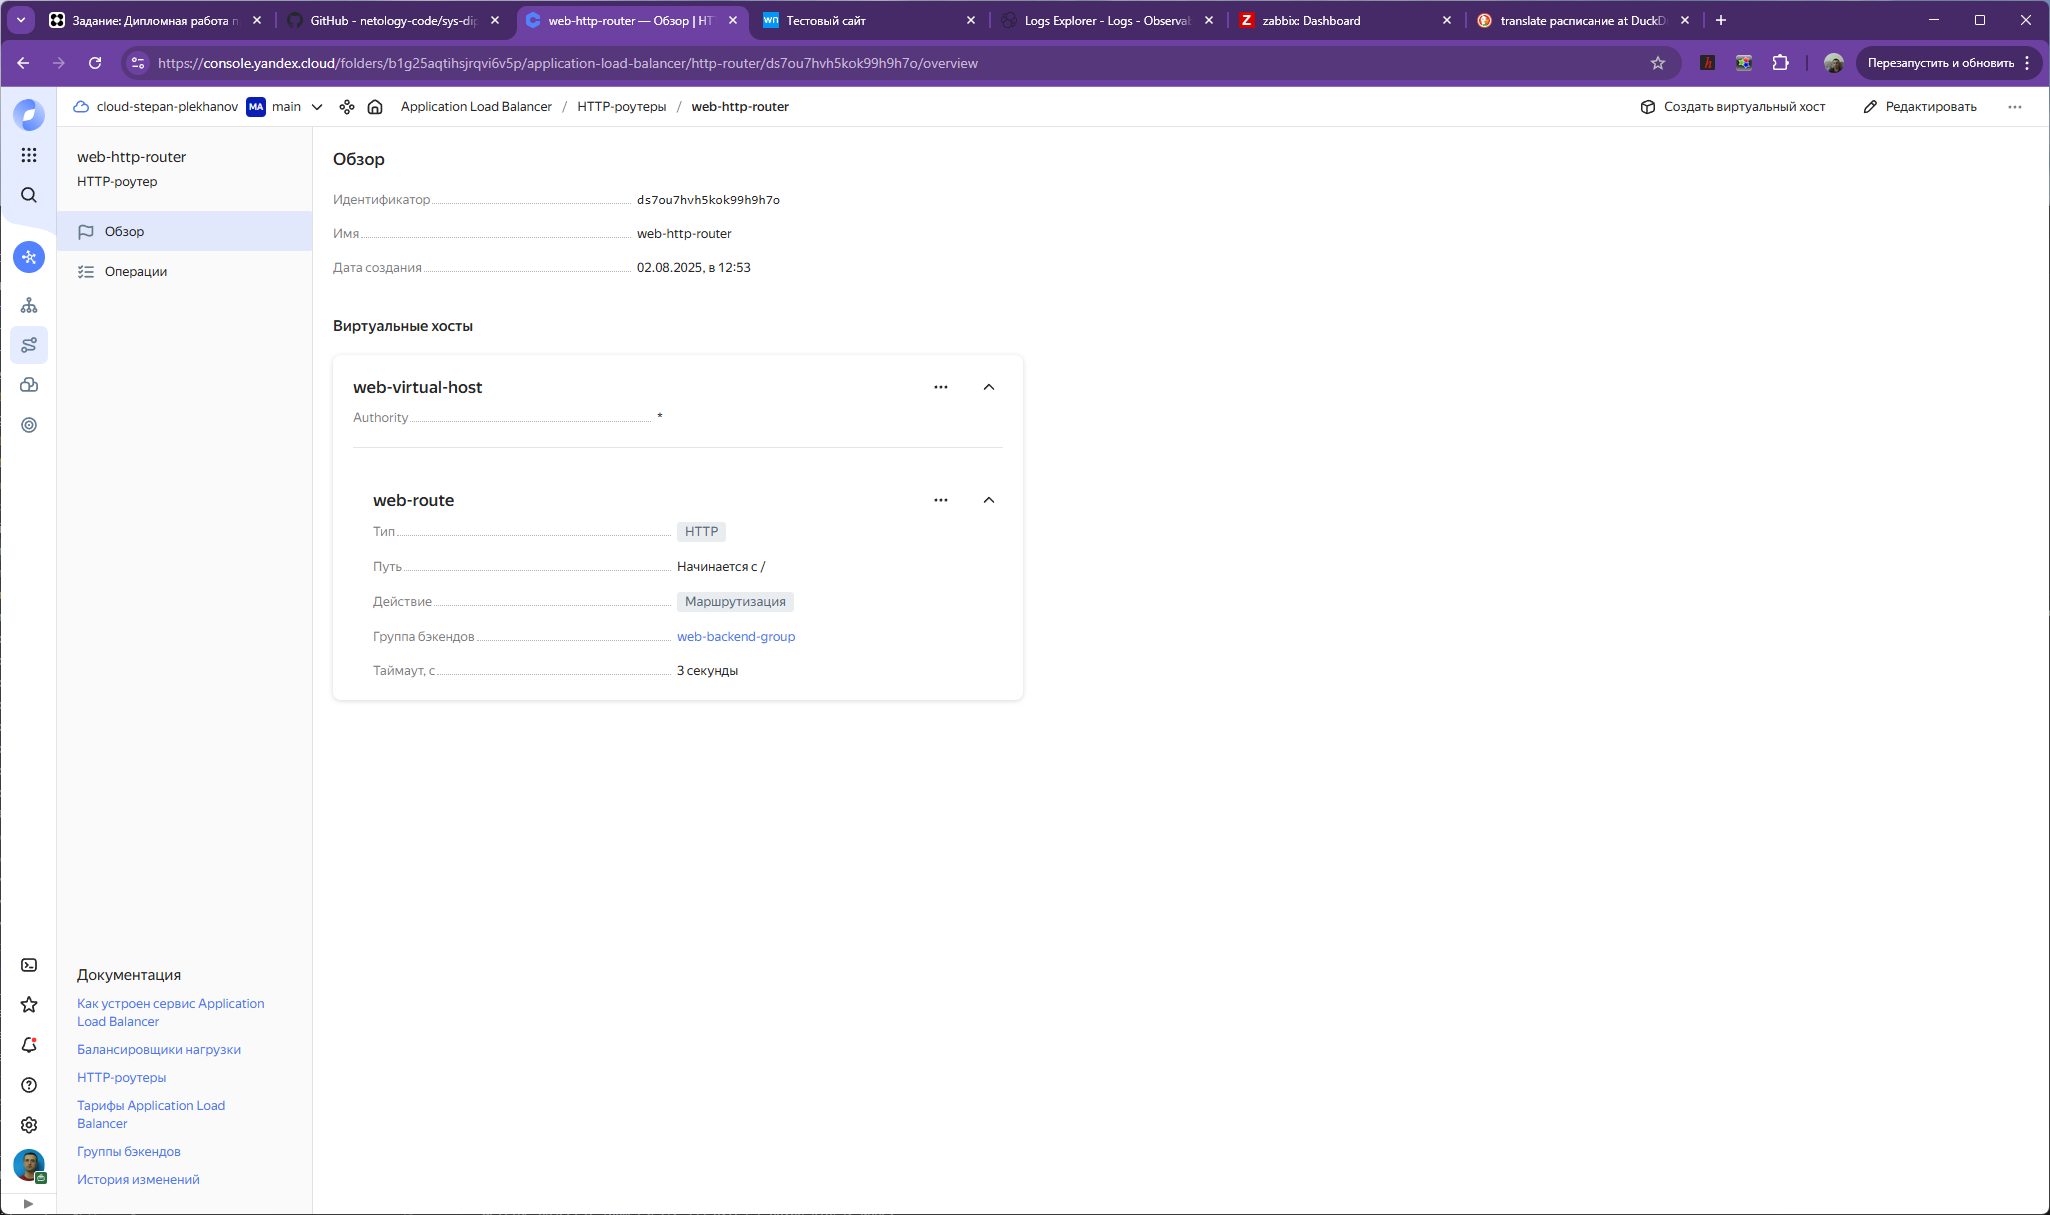 Задание: Дипломная работа п
GitHub - netology-code/sys-dip
web-http-router — Обзор | HT
Тестовый сайт
Logs Explorer - Logs - Observab
zabbix: Dashboard
translate расписание at DuckD
https://console.yandex.cloud/folders/b1g25aqtihsjrqvi6v5p/application-load-balancer/http-router/ds7ou7hvh5kok99h9h7o/overview
Перезапустить и обновить
cloud-stepan-plekhanov
MA
main
Application Load Balancer / HTTP-роутеры / web-http-router
Создать виртуальный хост
Редактировать
web-http-router
HTTP-роутер
Обзор
Операции
Обзор
Идентификатор ds7ou7hvh5kok99h9h7o
Имя web-http-router
Дата создания 02.08.2025, в 12:53
Виртуальные хосты
web-virtual-host
Authority *
web-route
Тип HTTP
Путь Начинается с /
Действие Маршрутизация
Группа бэкендов web-backend-group
Таймаут, с 3 секунды
Документация
Как устроен сервис Application
Load Balancer
Балансировщики нагрузки
HTTP-роутеры
Тарифы Application Load
Balancer
Группы бэкендов
История изменений